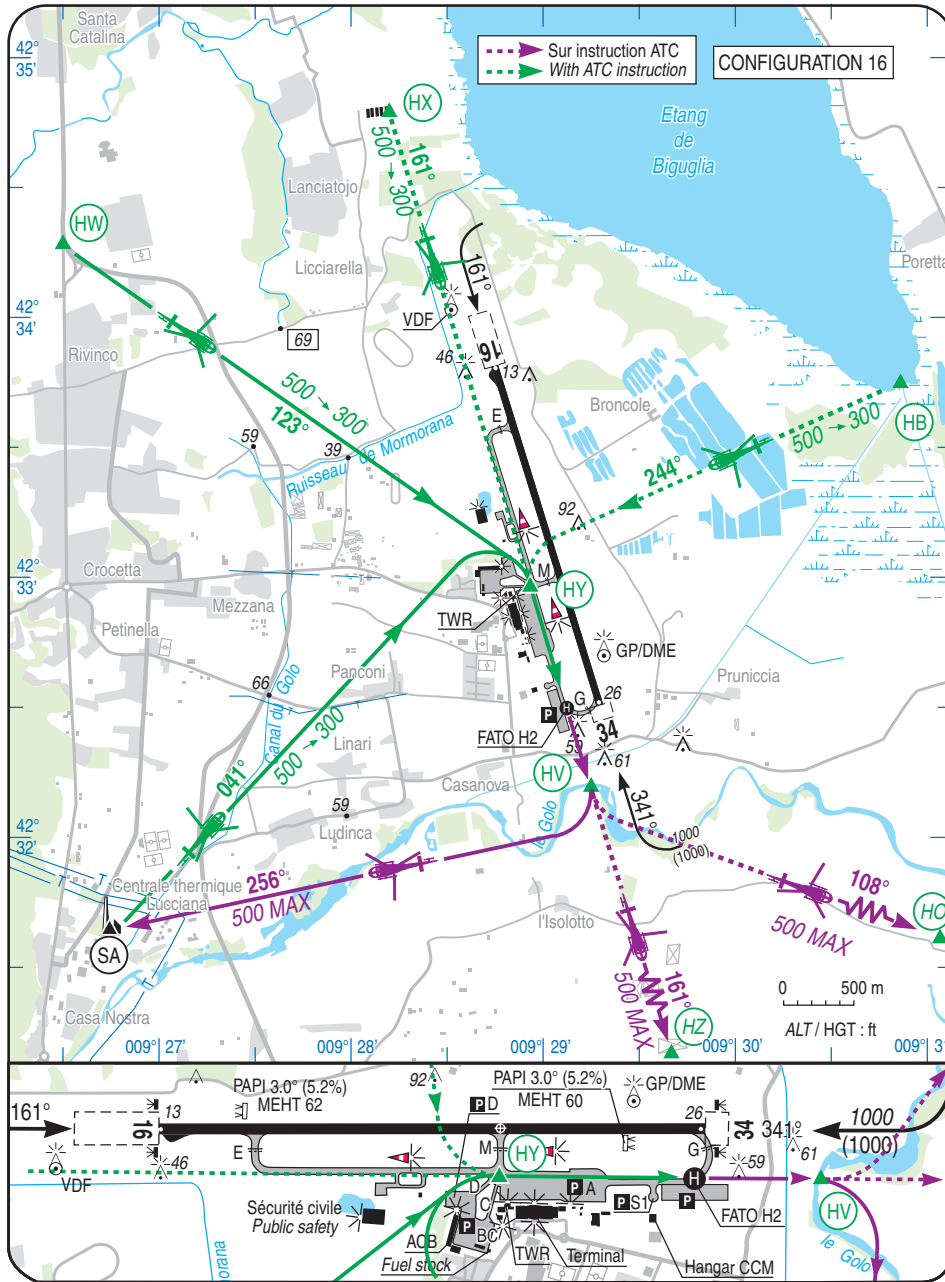 Santa
Catalina
42°
35'
Sur instruction ATC
With ATC instruction
CONFIGURATION 16
HX
Etang
de
Biguglia
161°
500 → 300
Lanciatojo
HW
Licciarella
161°
Poretta
VDF
42°
34'
69
16
46
13
Rivinco
500 → 300
123°
Broncole
HB
500 → 300
244°
E
59
39
Ruisseau de Mormorana
92
42°
33'
Crocetta
M
HY
Mezzana
TWR
Petinella
GP/DME
Panconi
Pruniccia
66
Canal du Golo
G
26
P
H
FATO H2
34
Linari
59
61
500 → 300
041°
HV
Casanova
341°
59
le Golo
1000
(1000)
42°
32'
Ludinca
256°
500 MAX
108°
500 MAX
HO
Centrale thermique
Lucciana
l'Isolotto
SA
161°
500 MAX
0 500 m
HZ
ALT / HGT : ft
Casa Nostra
009°27' 009°28' 009°29' 009°30' 009°31
92
PAPI 3.0° (5.2%)
MEHT 62
PAPI 3.0° (5.2%)
MEHT 60
GP/DME
P D
161°
13
26
1000
(1000)
16
34
341°
E
M
G
61
HY
46
59
VDF
D
P A
H
P S1
P
HV
Sécurité civile
Public safety
C
P
FATO H2
ACB
BC
Fuel stock
TWR
Terminal
Hangar CCM
le Golo
morana